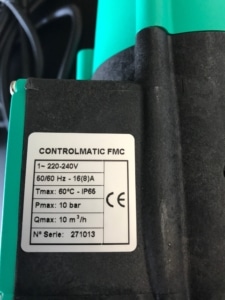 CONTROLMATIC FMC
1~ 220-240V
50/60 Hz - 16(8)A
Tmax: 60°C - IP65
Pmax: 10 bar
Qmax: 10 m³/h
Nº Serie: 271013
CE